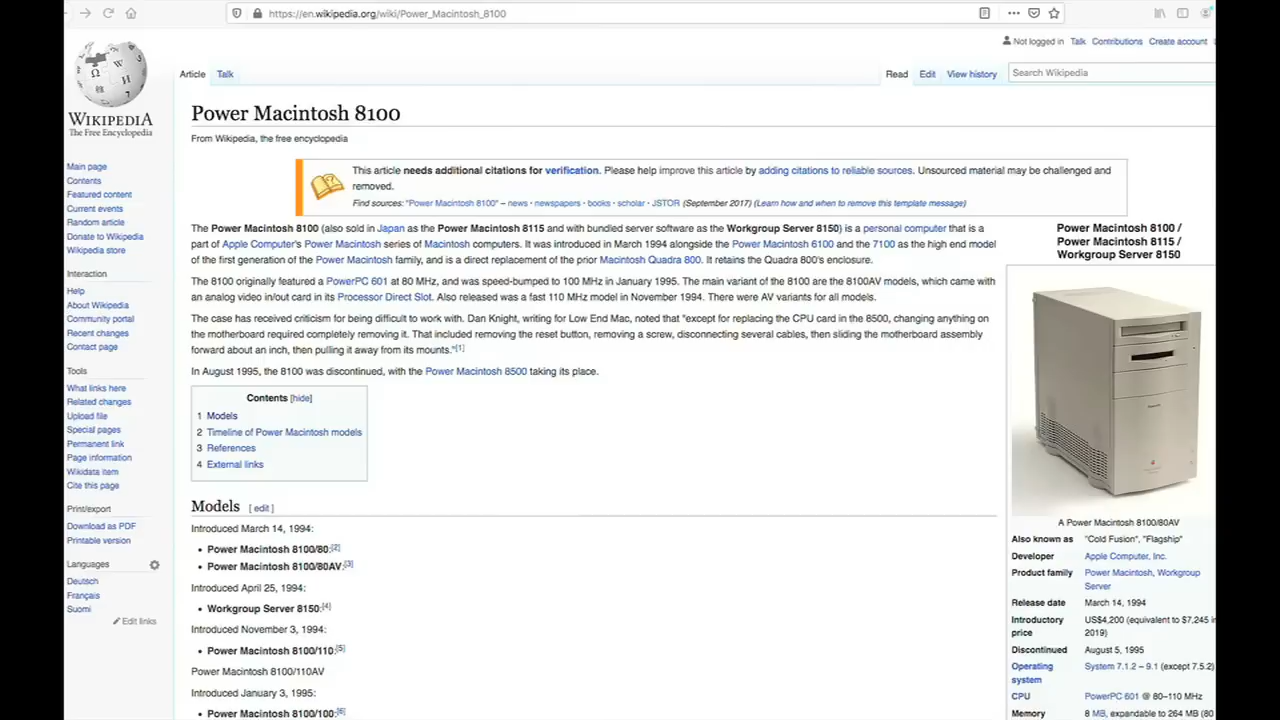 https://en.wikipedia.org/wiki/Power_Macintosh_8100
Not logged in Talk Contributions Create account
Article Talk
Read Edit View history
Search Wikipedia
WIKIPEDIA
The Free Encyclopedia
Main page
Contents
Featured content
Current events
Random article
Donate to Wikipedia
Wikipedia store
Interaction
Help
About Wikipedia
Community portal
Recent changes
Contact page
Tools
What links here
Related changes
Upload file
Special pages
Permanent link
Page information
Wikidata item
Cite this page
Print/export
Download as PDF
Printable version
Languages
Deutsch
Français
Suomi
Edit links
Power Macintosh 8100
From Wikipedia, the free encyclopedia
This article needs additional citations for verification. Please help improve this article by adding citations to reliable sources. Unsourced material may be challenged and
removed.
Find sources: "Power Macintosh 8100" – news · newspapers · books · scholar · JSTOR (September 2017) (Learn how and when to remove this template message)
The Power Macintosh 8100 (also sold in Japan as the Power Macintosh 8115 and with bundled server software as the Workgroup Server 8150) is a personal computer that is a
part of Apple Computer's Power Macintosh series of Macintosh computers. It was introduced in March 1994 alongside the Power Macintosh 6100 and the 7100 as the high end model
of the first generation of the Power Macintosh family, and is a direct replacement of the prior Macintosh Quadra 800. It retains the Quadra 800's enclosure.
The 8100 originally featured a PowerPC 601 at 80 MHz, and was speed-bumped to 100 MHz in January 1995. The main variant of the 8100 are the 8100AV models, which came with
an analog video in/out card in its Processor Direct Slot. Also released was a fast 110 MHz model in November 1994. There were AV variants for all models.
The case has received criticism for being difficult to work with. Dan Knight, writing for Low End Mac, noted that "except for replacing the CPU card in the 8500, changing anything on
the motherboard required completely removing it. That included removing the reset button, removing a screw, disconnecting several cables, then sliding the motherboard assembly
forward about an inch, then pulling it away from its mounts."[1]
In August 1995, the 8100 was discontinued, with the Power Macintosh 8500 taking its place.
Contents [hide]
1 Models
2 Timeline of Power Macintosh models
3 References
4 External links
Models [ edit ]
Introduced March 14, 1994:
• Power Macintosh 8100/80:[2]
• Power Macintosh 8100/80AV:[3]
Introduced April 25, 1994:
• Workgroup Server 8150:[4]
Introduced November 3, 1994:
• Power Macintosh 8100/110:[5]
Power Macintosh 8100/110AV
Introduced January 3, 1995:
• Power Macintosh 8100/100:[6]
Power Macintosh 8100 /
Power Macintosh 8115 /
Workgroup Server 8150
A Power Macintosh 8100/80AV
Also known as "Cold Fusion", "Flagship"
Developer Apple Computer, Inc.
Product family Power Macintosh, Workgroup
Server
Release date March 14, 1994
Introductory price US$4,200 (equivalent to $7,245 in
2019)
Discontinued August 5, 1995
Operating system System 7.1.2 – 9.1 (except 7.5.2)
CPU PowerPC 601 @ 80–110 MHz
Memory 8 MB, expandable to 264 MB (80